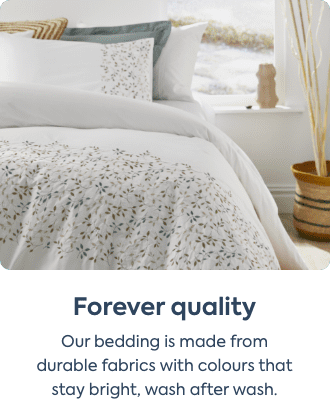 Forever quality
Our bedding is made from
durable fabrics with colours that
stay bright, wash after wash.